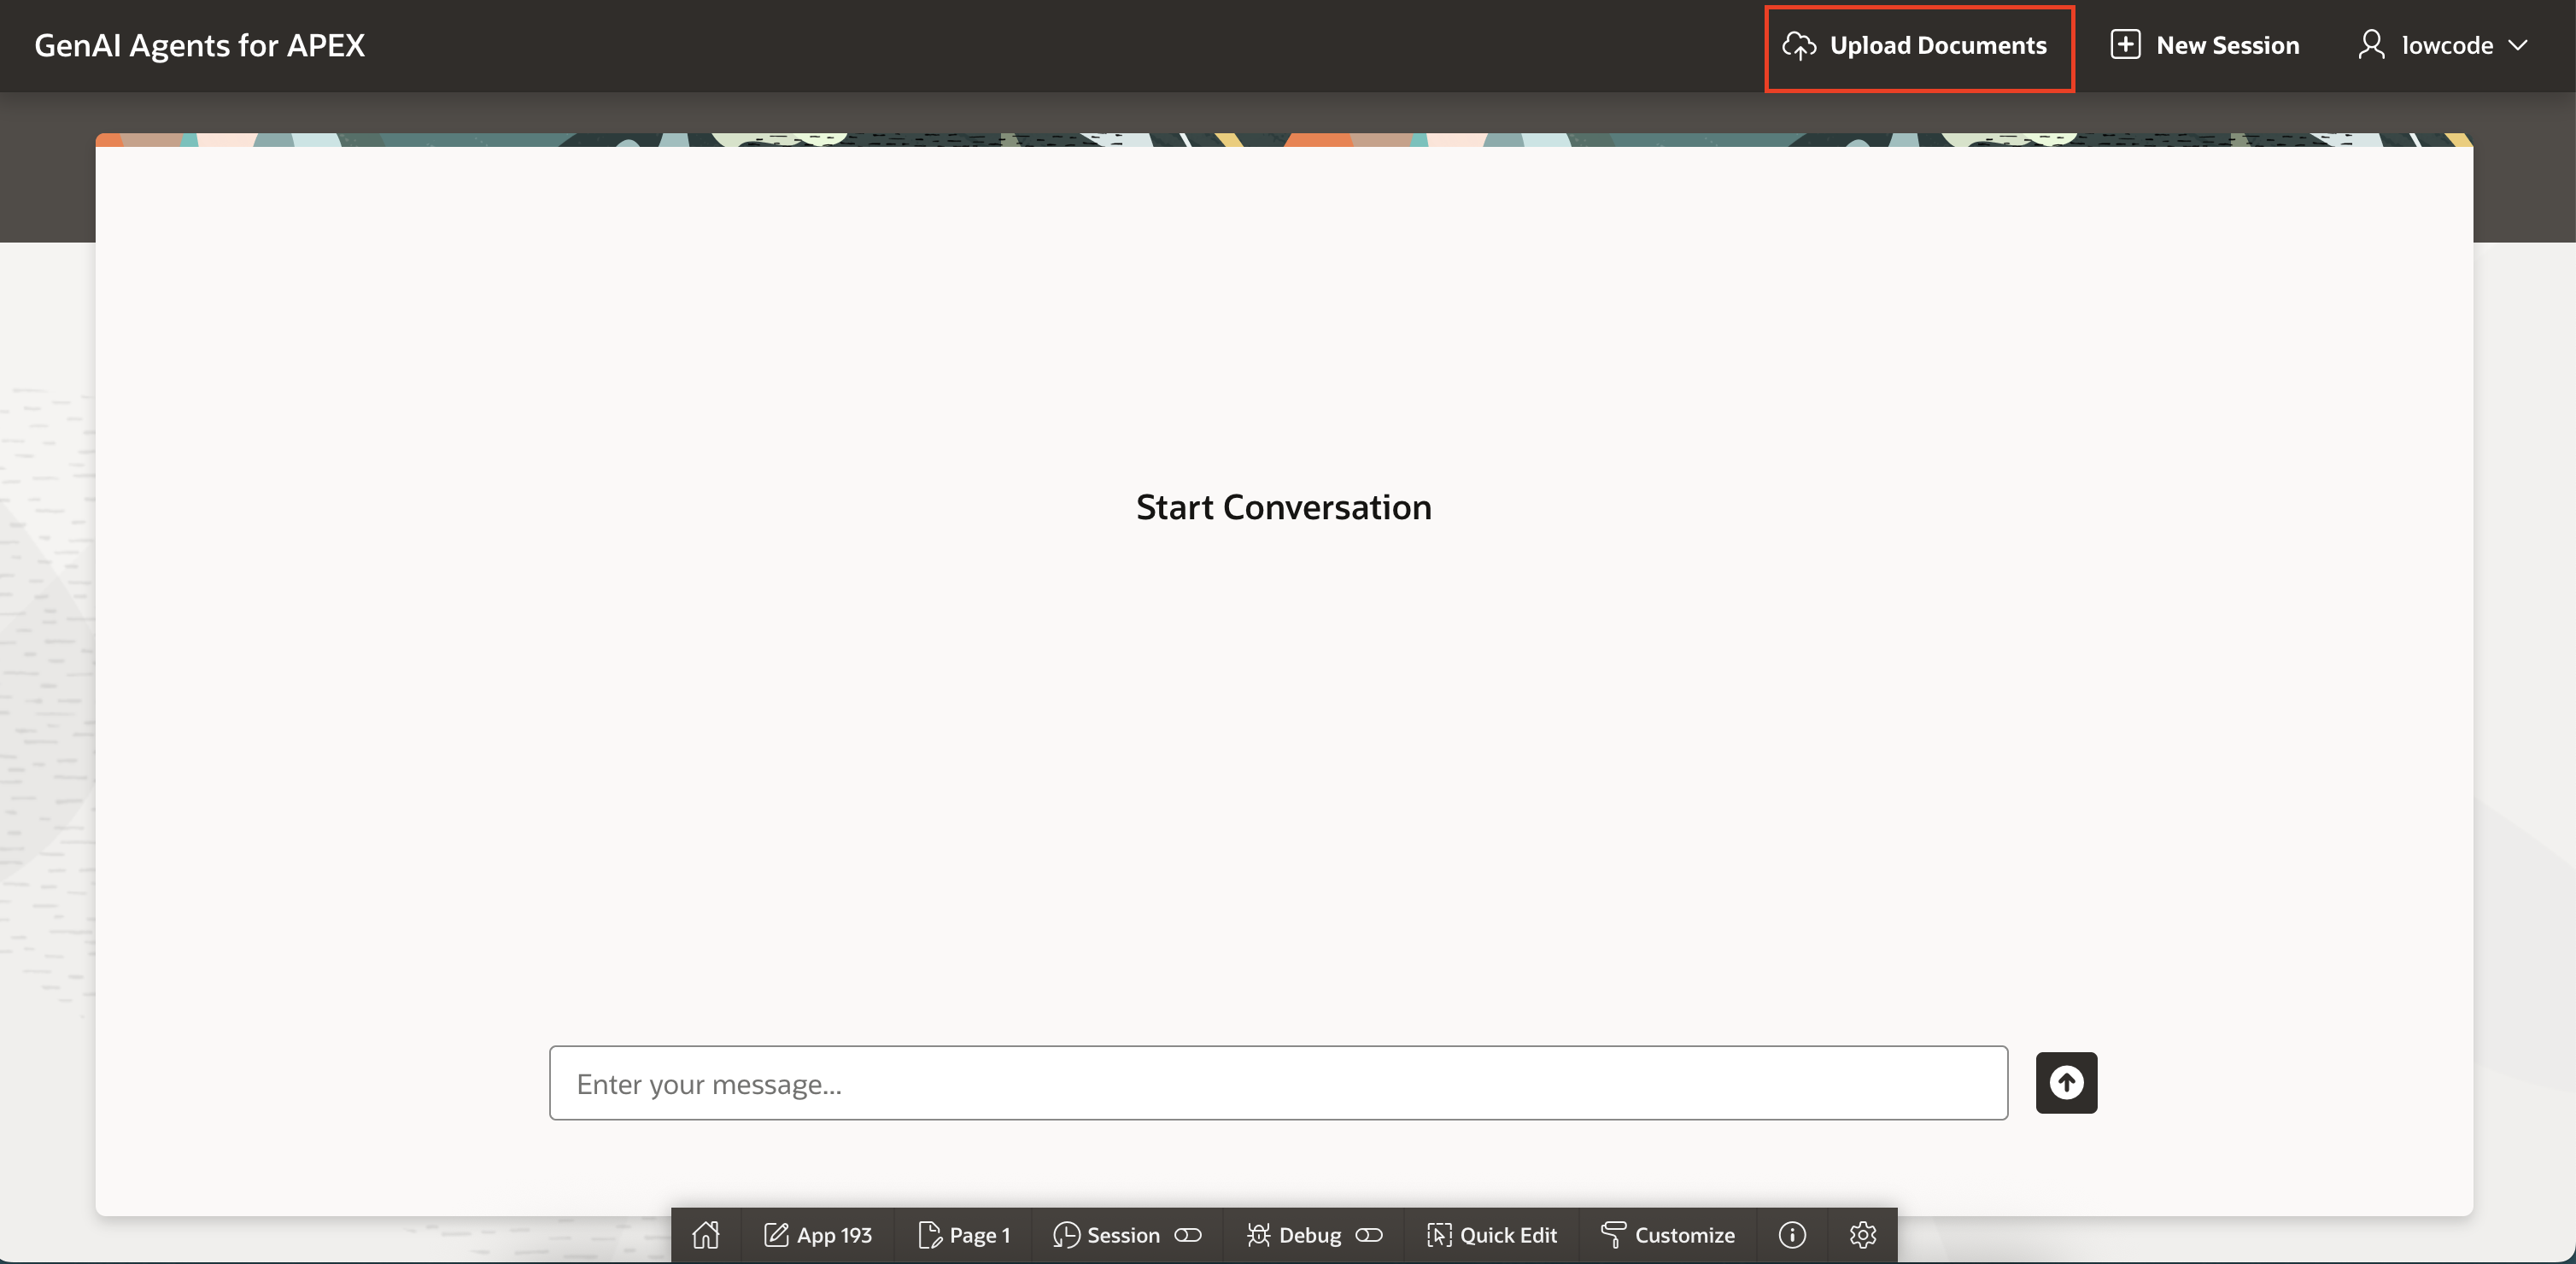 GenAI Agents for APEX
Upload Documents
New Session
lowcode
Start Conversation
Enter your message...
App 193
Page 1
Session
Debug
Quick Edit
Customize